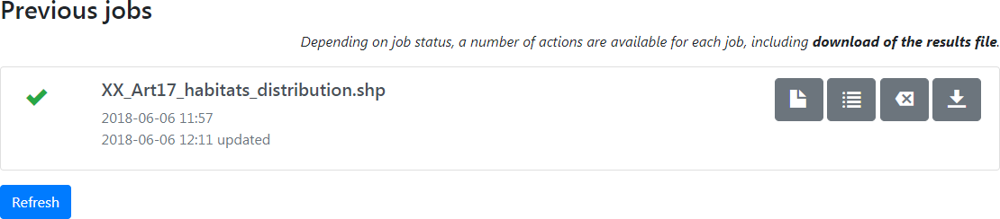 Previous jobs
Depending on job status, a number of actions are available for each job, including download of the results file.
XX_Art17_habitats_distribution.shp
2018-06-06 11:57
2018-06-06 12:11 updated
Refresh